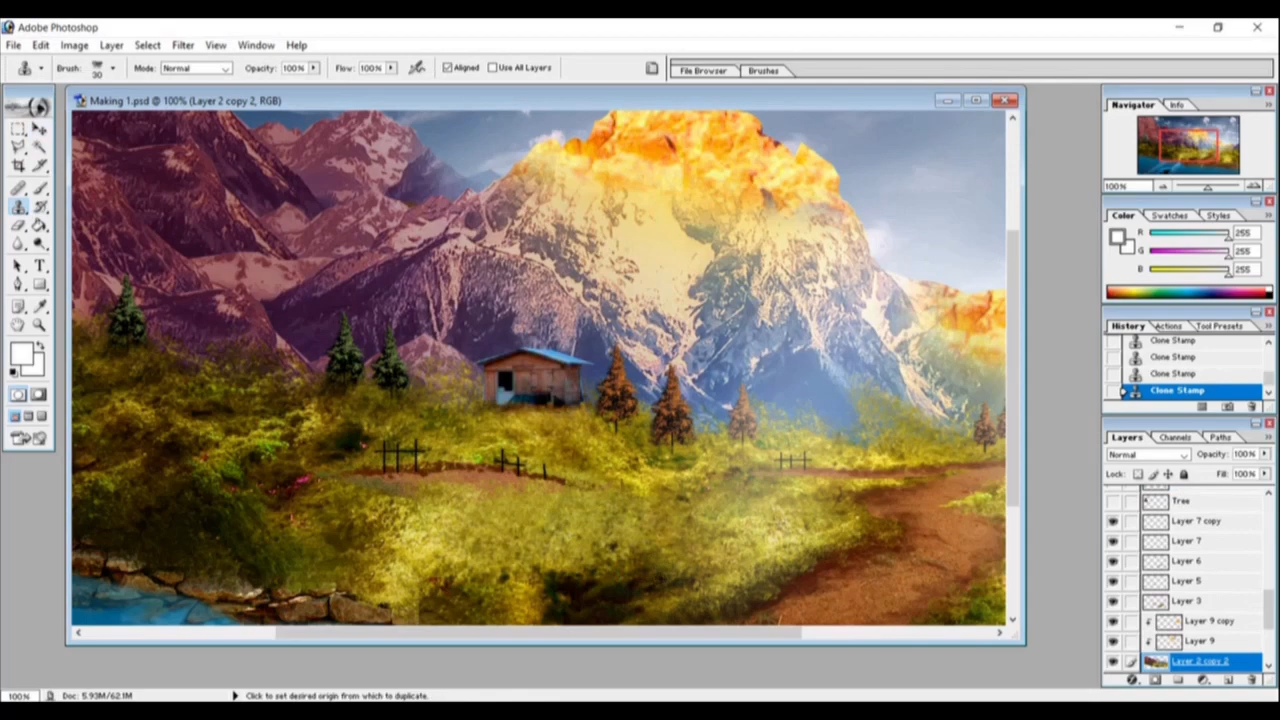 Adobe Photoshop
File Edit Image Layer Select Filter View Window Help
Brush: 30 Mode: Normal Opacity: 100% Flow: 100% Aligned Use All Layers File Browser Brushes
Making 1.psd @ 100% (Layer 2 copy 2, RGB)
Navigator Info
100%
Color Swatches Styles
R 255
G 255
B 255
History Actions Tool Presets
Clone Stamp
Clone Stamp
Clone Stamp
Clone Stamp
Layers Channels Paths
Normal Opacity: 100%
Lock: Fill: 100%
Tree
Layer 7 copy
Layer 7
Layer 6
Layer 5
Layer 3
Layer 9 copy
Layer 9
Layer 2 copy 2
100% Doc: 5.93M/62.1M Click to set desired origin from which to duplicate.